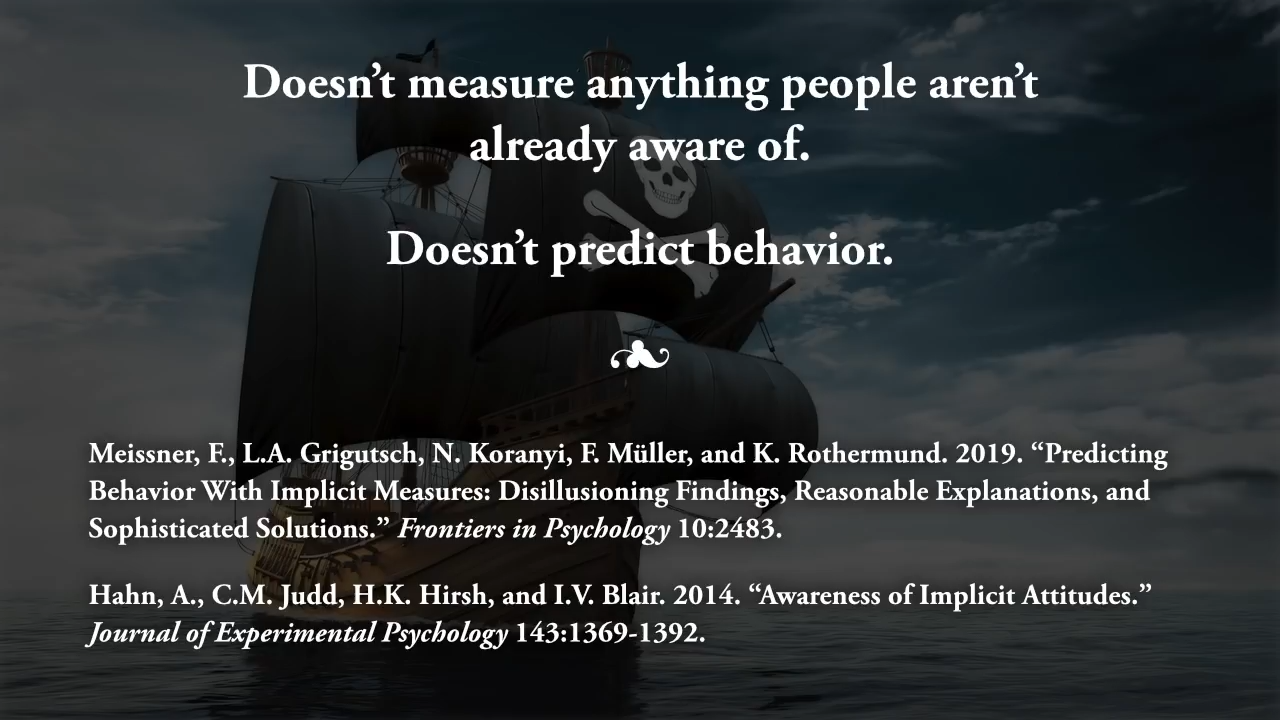 Doesn’t measure anything people aren’t
already aware of.
Doesn’t predict behavior.
Meissner, F., L.A. Grigutsch, N. Koranyi, F. Müller, and K. Rothermund. 2019. “Predicting
Behavior With Implicit Measures: Disillusioning Findings, Reasonable Explanations, and
Sophisticated Solutions.” Frontiers in Psychology 10:2483.
Hahn, A., C.M. Judd, H.K. Hirsh, and I.V. Blair. 2014. “Awareness of Implicit Attitudes.”
Journal of Experimental Psychology 143:1369-1392.